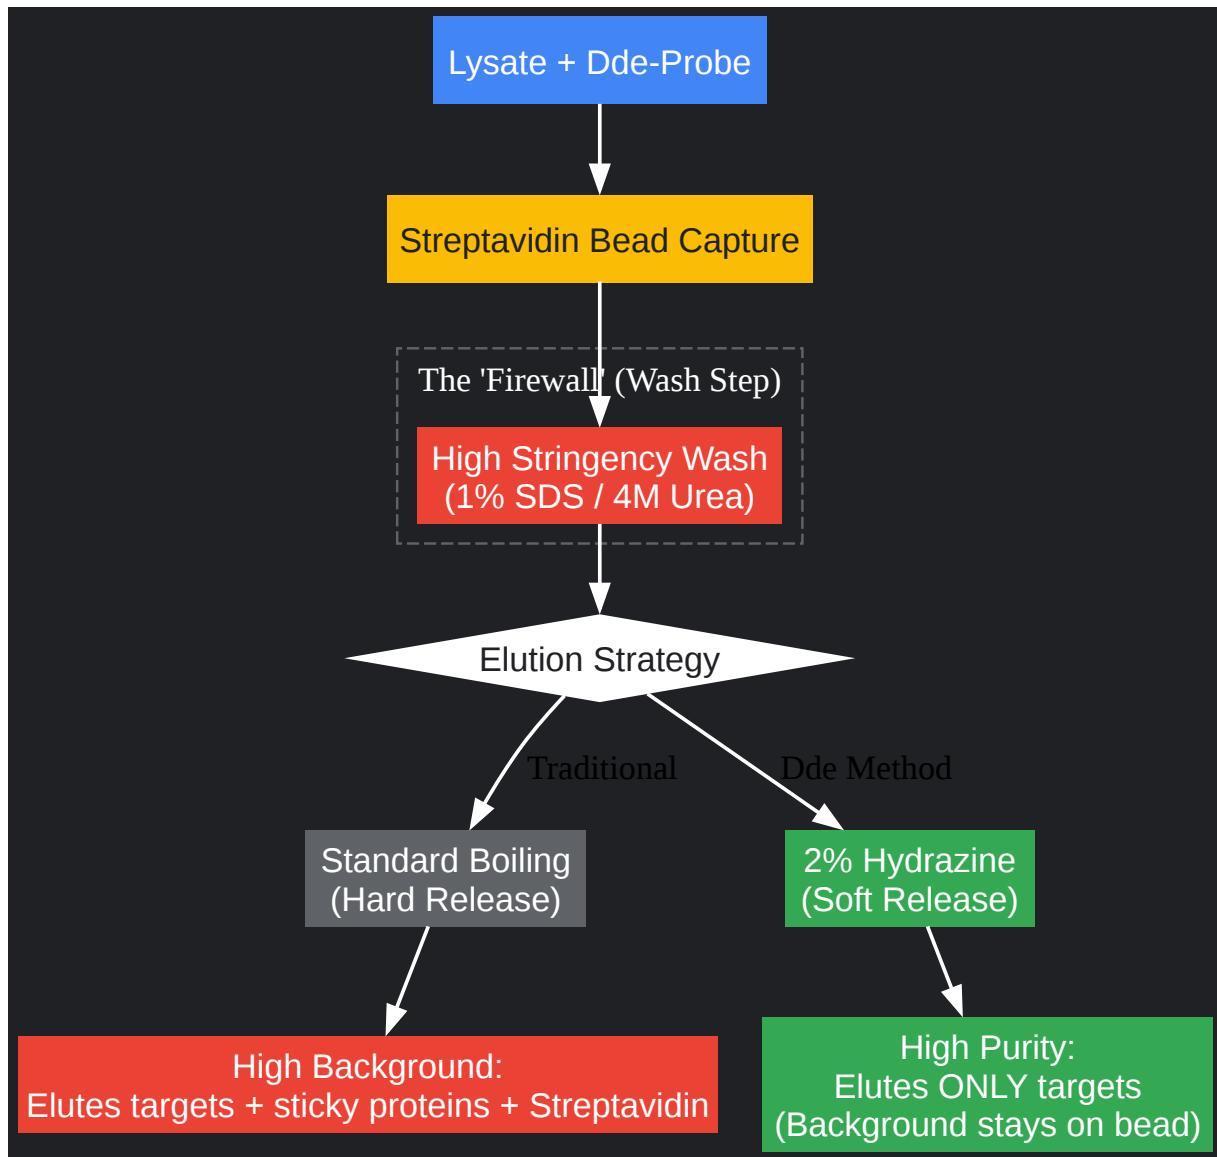 Lysate + Dde-Probe
Streptavidin Bead Capture
The 'Firewall' (Wash Step)
High Stringency Wash
(1% SDS / 4M Urea)
Elution Strategy
Traditional
Dde Method
Standard Boiling
(Hard Release)
2% Hydrazine
(Soft Release)
High Background:
Elutes targets + sticky proteins + Streptavidin
High Purity:
Elutes ONLY targets
(Background stays on bead)